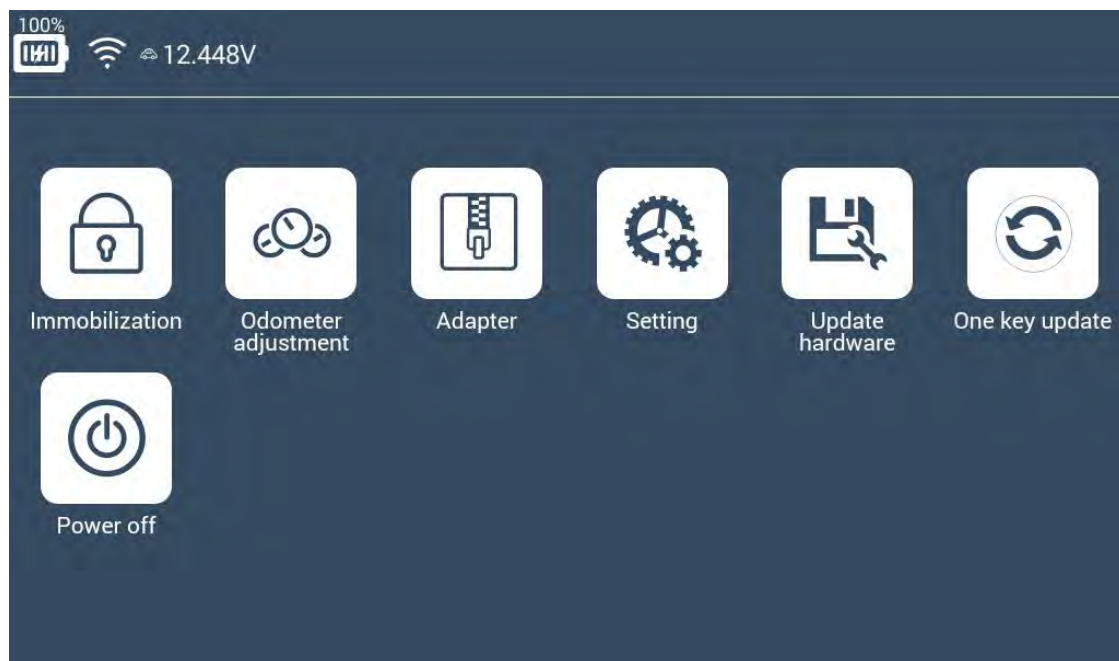 100%
12.448V
Immobilization
Odometer
adjustment
Adapter
Setting
Update
hardware
One key update
Power off